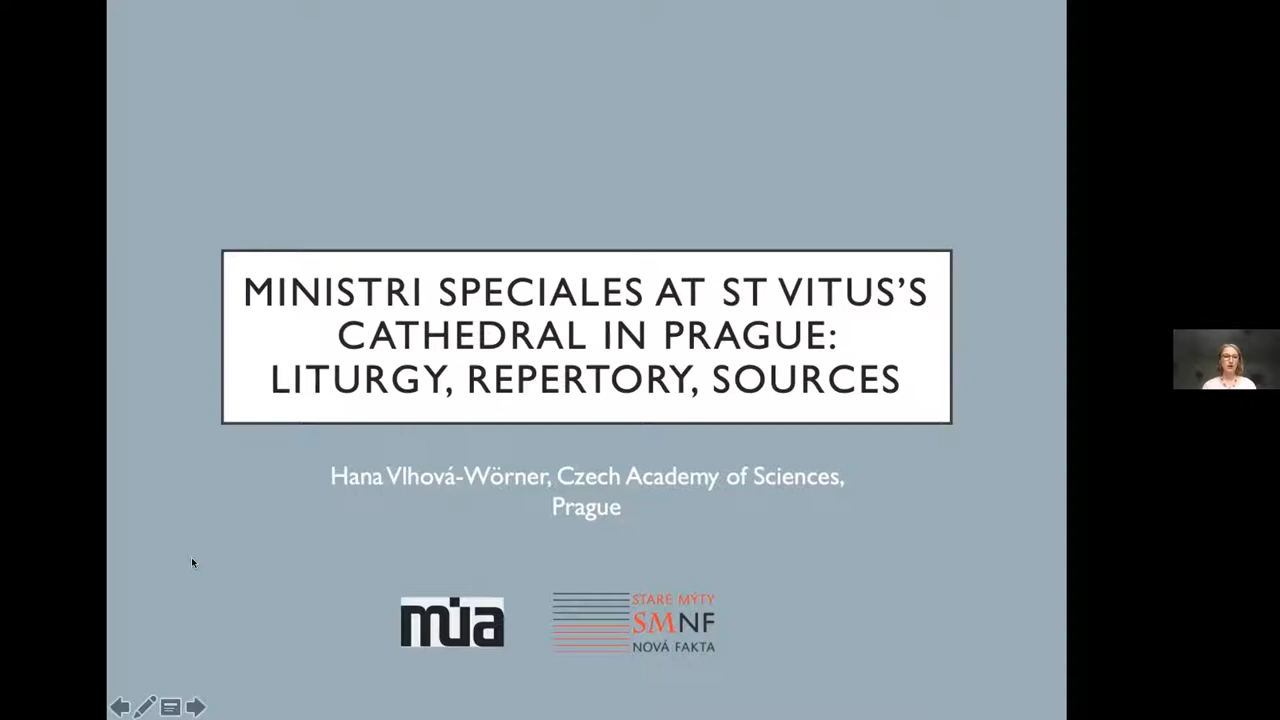 MINISTRI SPECIALES AT ST VITUS’S
CATHEDRAL IN PRAGUE:
LITURGY, REPERTORY, SOURCES
Hana Vlhová-Wörner, Czech Academy of Sciences,
Prague
mua
STARE MÝTY
SMNF
NOVÁ FAKTA